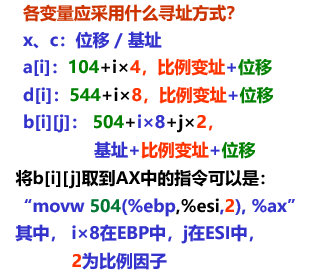 各变量应采用什么寻址方式?
x、c：位移 / 基址
a[i]：104+i×4，比例变址+位移
d[i]：544+i×8，比例变址+位移
b[i][j]： 504+i×8+j×2，
基址+比例变址+位移
将b[i][j]取到AX中的指令可以是：
“movw 504(%ebp,%esi,2), %ax”
其中， i×8在EBP中，j在ESI中，
2为比例因子